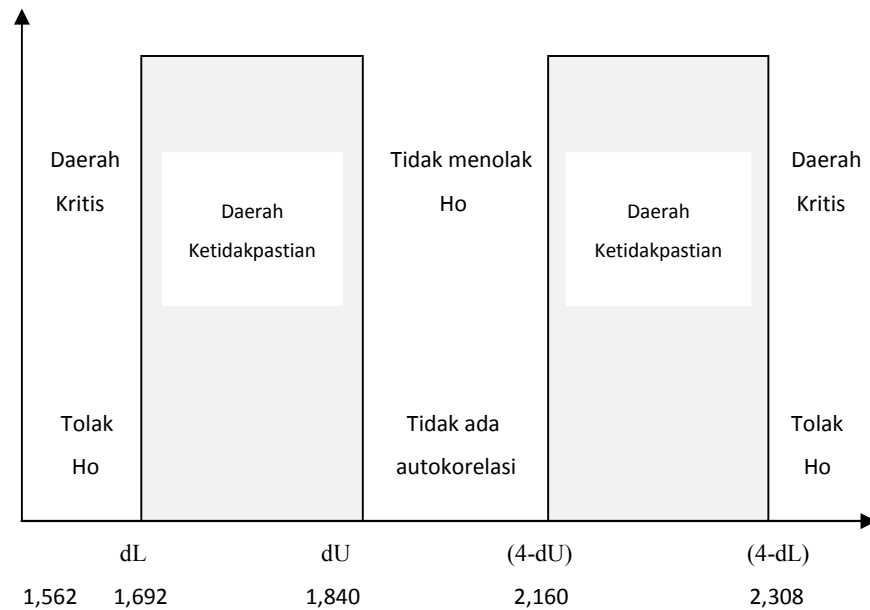 Daerah
Kritis
Daerah
Ketidakpastian
Tidak menolak
Ho
Daerah
Ketidakpastian
Daerah
Kritis
Tolak
Ho
Tidak ada
autokorelasi
Tolak
Ho
dL dU (4-dU) (4-dL)
1,562 1,692 1,840 2,160 2,308